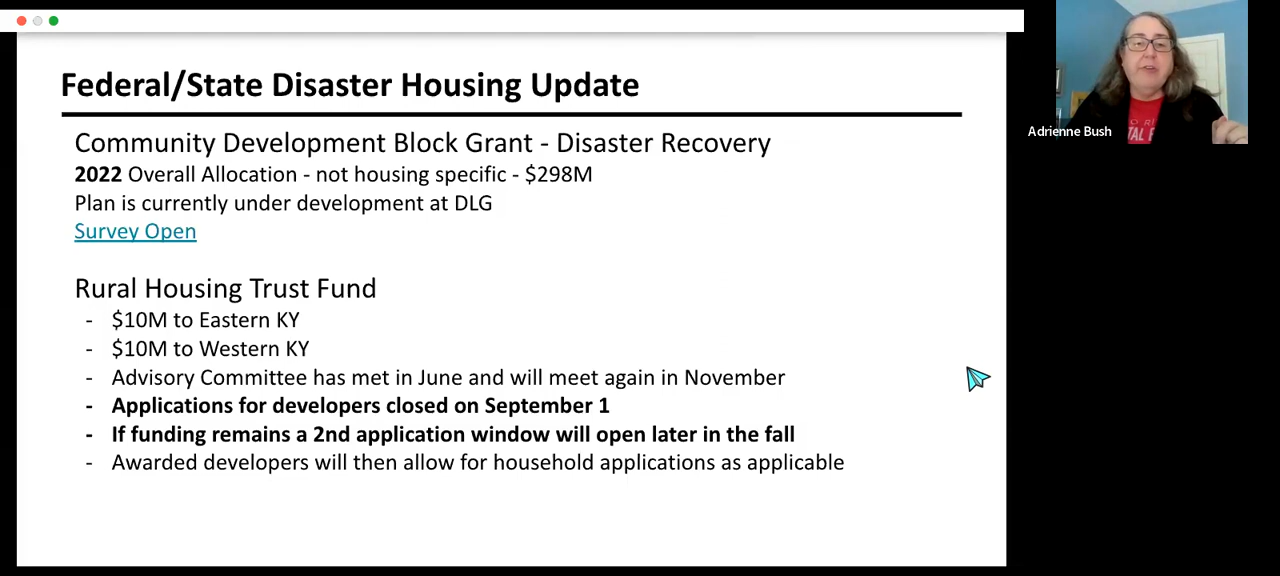 Federal/State Disaster Housing Update
Community Development Block Grant - Disaster Recovery
2022 Overall Allocation - not housing specific - $298M
Plan is currently under development at DLG
Survey Open
Rural Housing Trust Fund
- $10M to Eastern KY
- $10M to Western KY
- Advisory Committee has met in June and will meet again in November
- Applications for developers closed on September 1
- If funding remains a 2nd application window will open later in the fall
- Awarded developers will then allow for household applications as applicable
Adrienne Bush